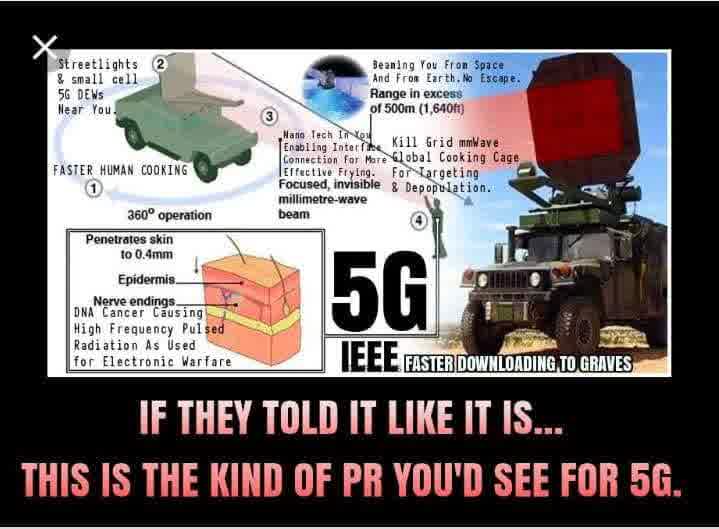 Streetlights
& small cell
5G DEWs
Near You.
2
Beaming You From Space
And From Earth. No Escape.
Range in excess
of 500m (1,640ft)
3
Nano Tech In You
Enabling Interface
Connection For More
Effective Frying.
Focused, invisible
millimetre-wave
beam
Kill Grid mmWave
Global Cooking Cage
For Targeting
& Depopulation.
FASTER HUMAN COOKING
1
360º operation
4
Penetrates skin
to 0.4mm
Epidermis
Nerve endings
DNA Cancer Causing
High Frequency Pulsed
Radiation As Used
for Electronic Warfare
5G
IEEE FASTER DOWNLOADING TO GRAVES
IF THEY TOLD IT LIKE IT IS...
THIS IS THE KIND OF PR YOU'D SEE FOR 5G.